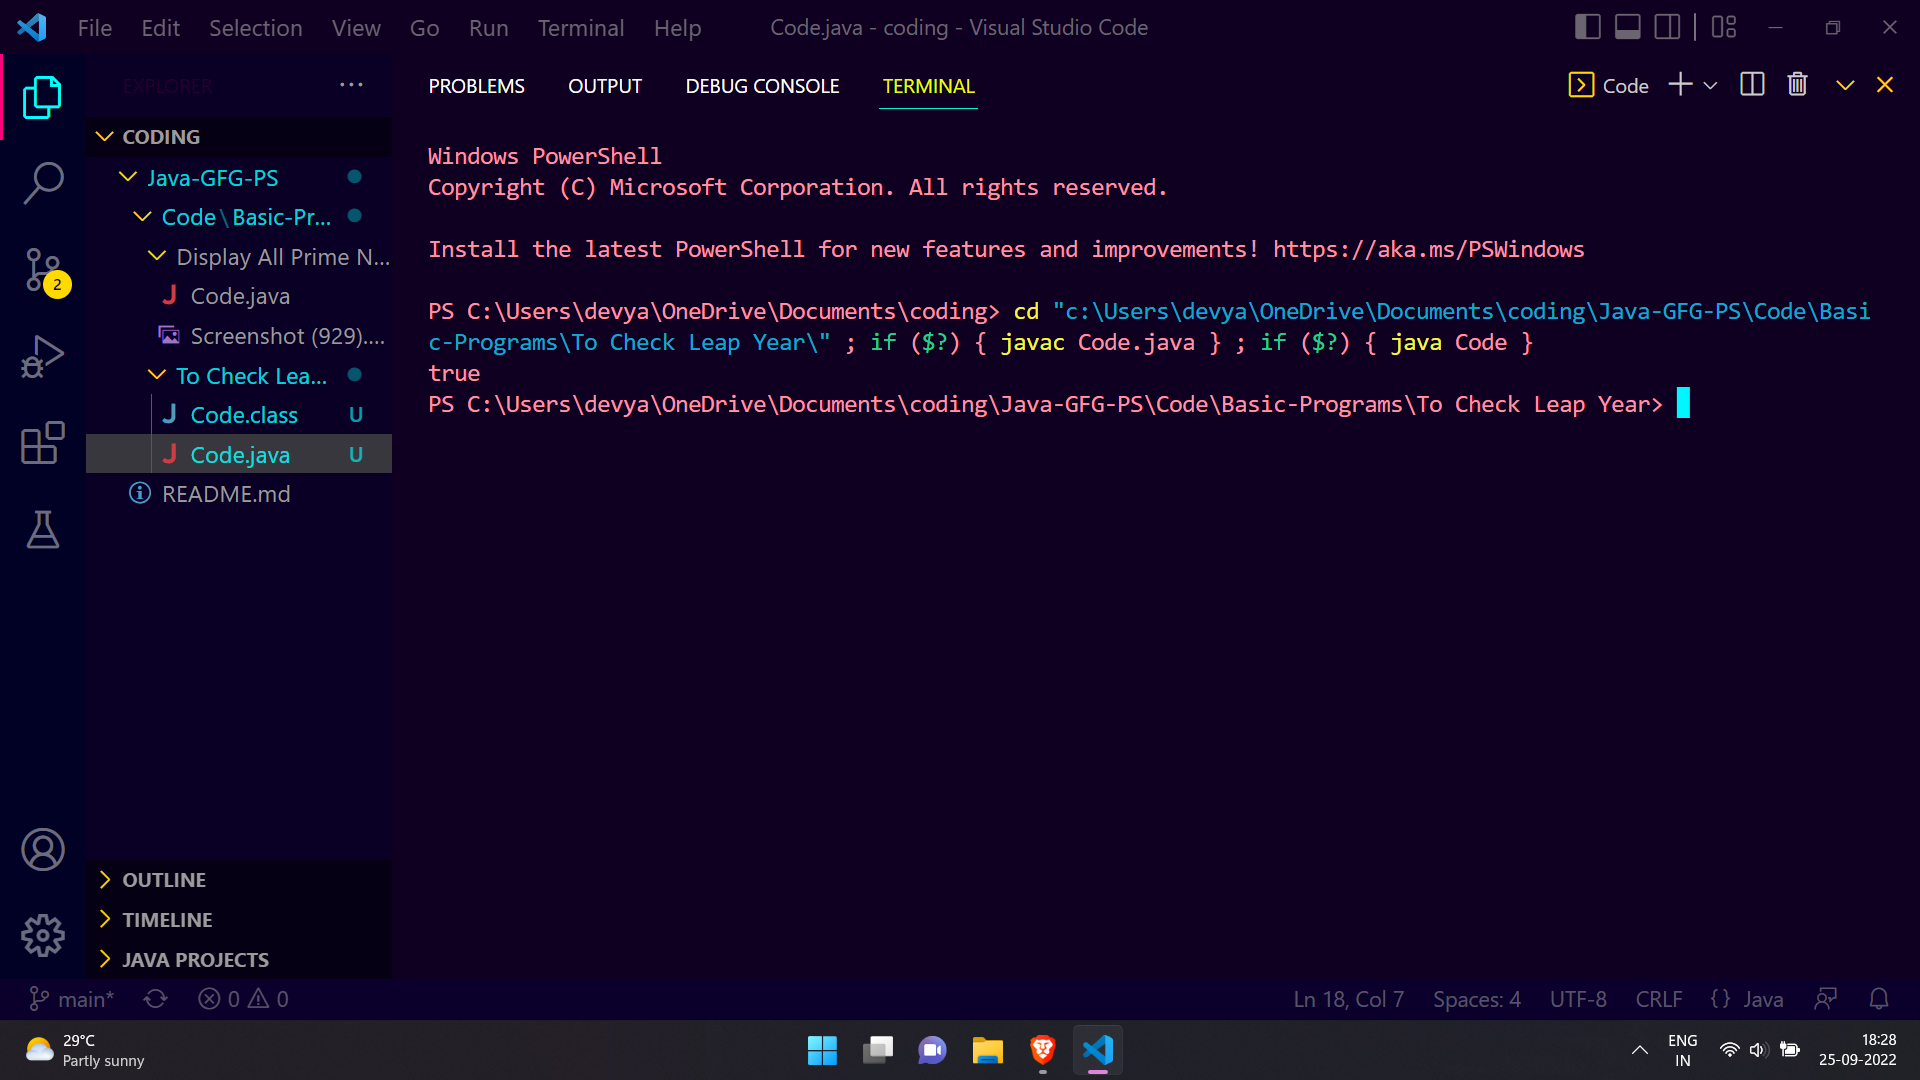 File Edit Selection View Go Run Terminal Help Code.java - coding - Visual Studio Code
EXPLORER
CODING
Java-GFG-PS
Code\Basic-Pr...
Display All Prime N...
Code.java
Screenshot (929)....
To Check Lea...
Code.class U
Code.java U
README.md
2
OUTLINE
TIMELINE
JAVA PROJECTS
PROBLEMS OUTPUT DEBUG CONSOLE TERMINAL Code
Windows PowerShell
Copyright (C) Microsoft Corporation. All rights reserved.
Install the latest PowerShell for new features and improvements! https://aka.ms/PSWindows
PS C:\Users\devya\OneDrive\Documents\coding> cd "c:\Users\devya\OneDrive\Documents\coding\Java-GFG-PS\Code\Basi
c-Programs\To Check Leap Year\" ; if ($?) { javac Code.java } ; if ($?) { java Code }
true
PS C:\Users\devya\OneDrive\Documents\coding\Java-GFG-PS\Code\Basic-Programs\To Check Leap Year>
main* 0 0 Ln 18, Col 7 Spaces: 4 UTF-8 CRLF {} Java
29°C
Partly sunny
ENG
IN
18:28
25-09-2022